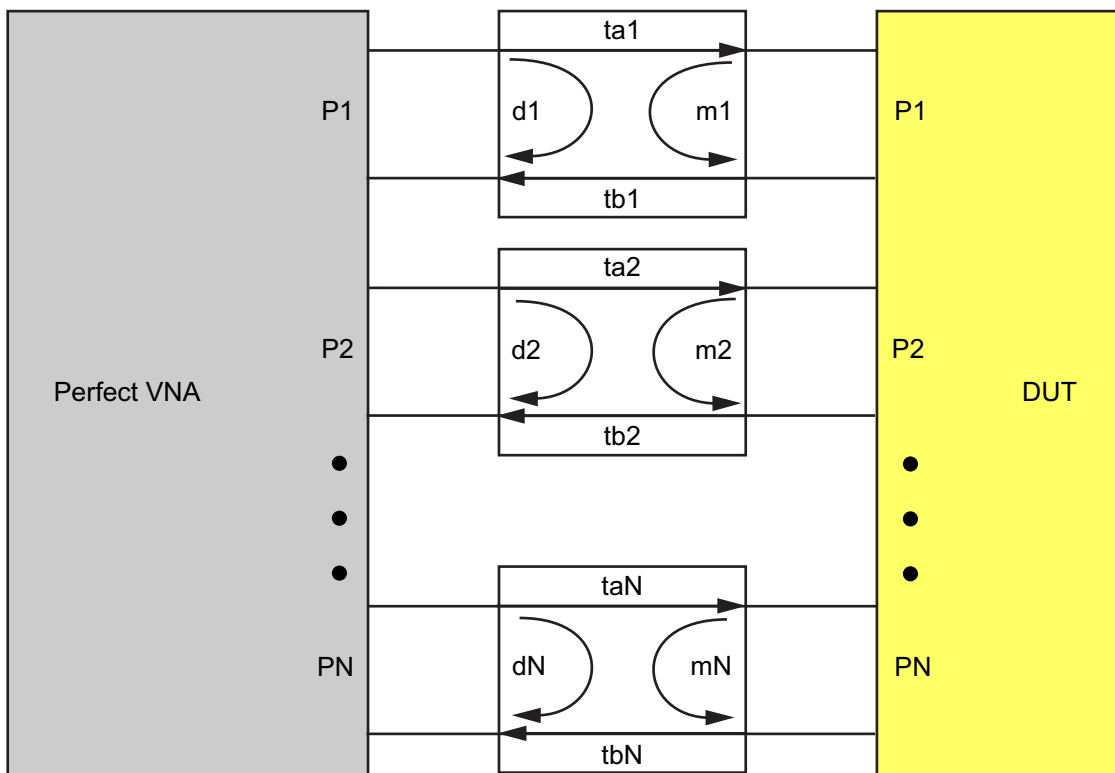 ta1
P1
d1
m1
P1
tb1
ta2
P2
d2
m2
P2
Perfect VNA
DUT
tb2
taN
PN
dN
mN
PN
tbN